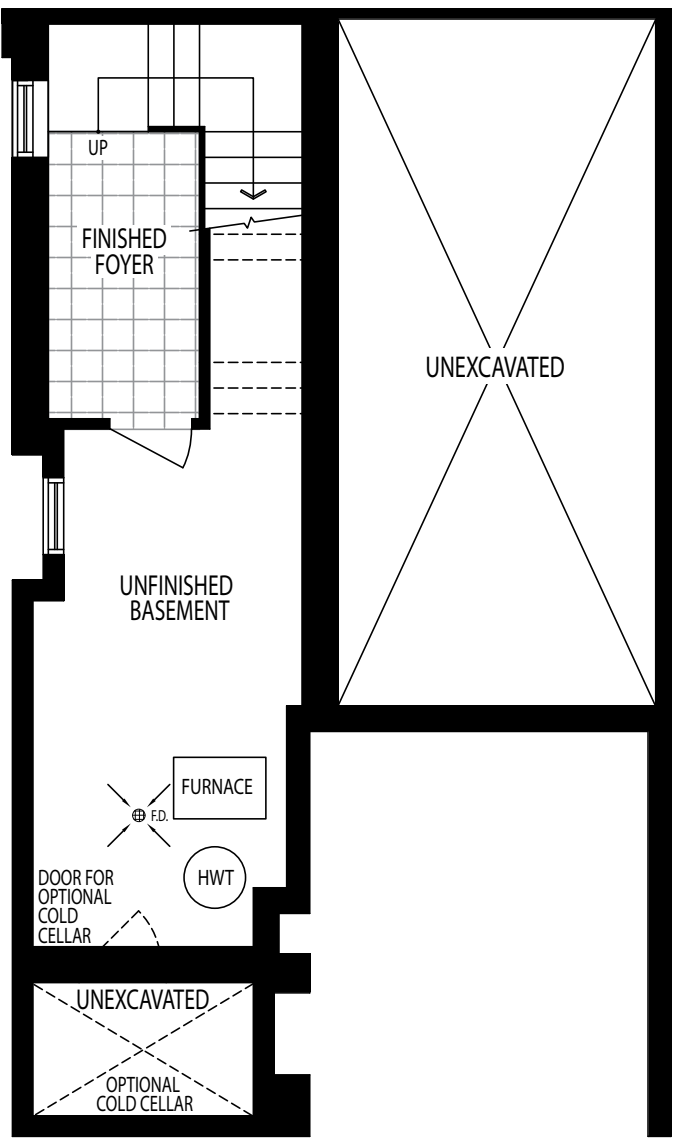 UP
FINISHED
FOYER
UNEXCAVATED
UNFINISHED
BASEMENT
FURNACE
F.D.
HWT
DOOR FOR
OPTIONAL
COLD
CELLAR
UNEXCAVATED
OPTIONAL
COLD CELLAR